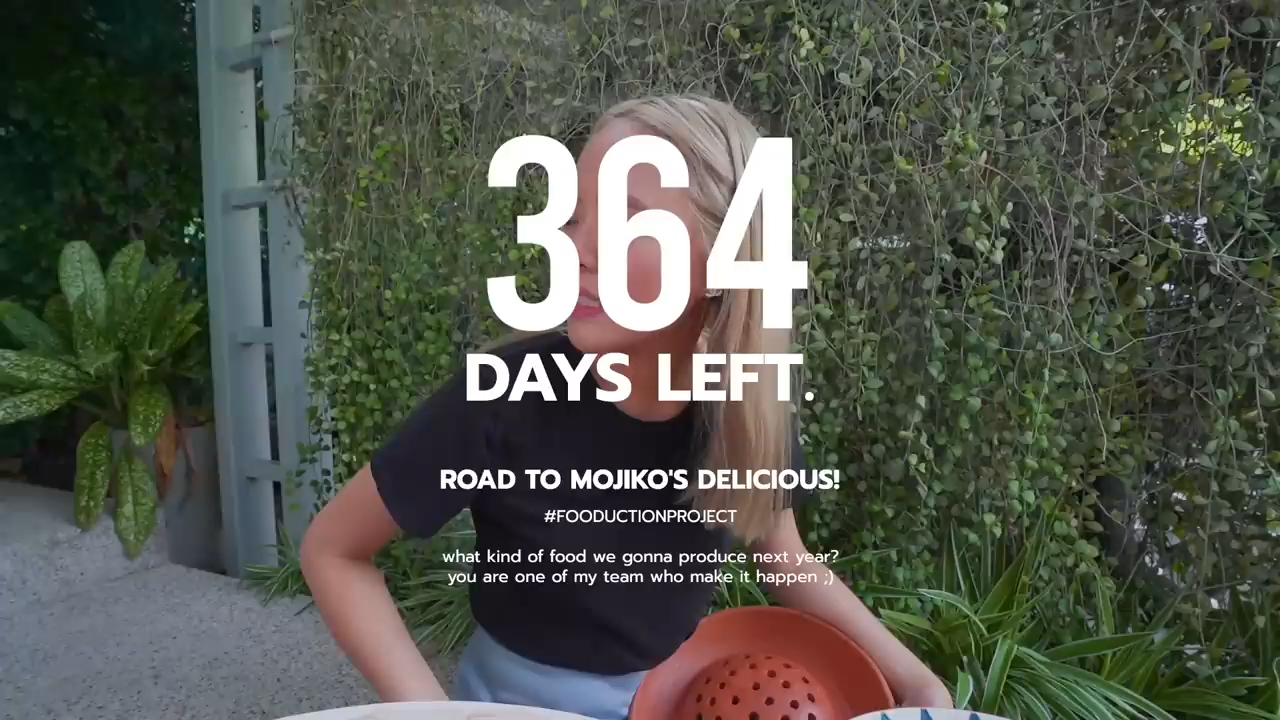 364
DAYS LEFT.
ROAD TO MOJIKO'S DELICIOUS!
#FOODUCTIONPROJECT
what kind of food we gonna produce next year?
you are one of my team who make it happen ;)